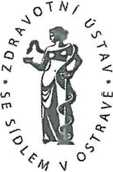 ZDRAVOTNÍ ÚSTAV
SE SÍDLEM V OSTRAVĚ